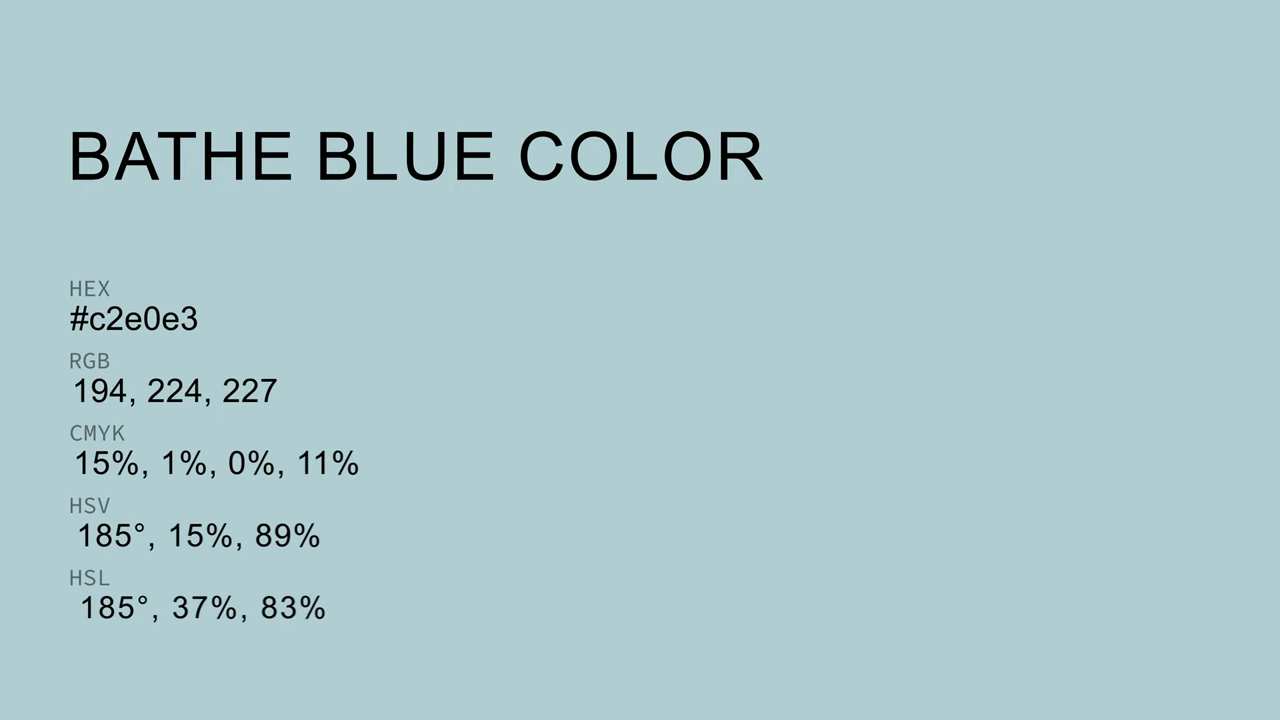 BATHE BLUE COLOR
HEX
#c2e0e3
RGB
194, 224, 227
CMYK
15%, 1%, 0%, 11%
HSV
185°, 15%, 89%
HSL
185°, 37%, 83%